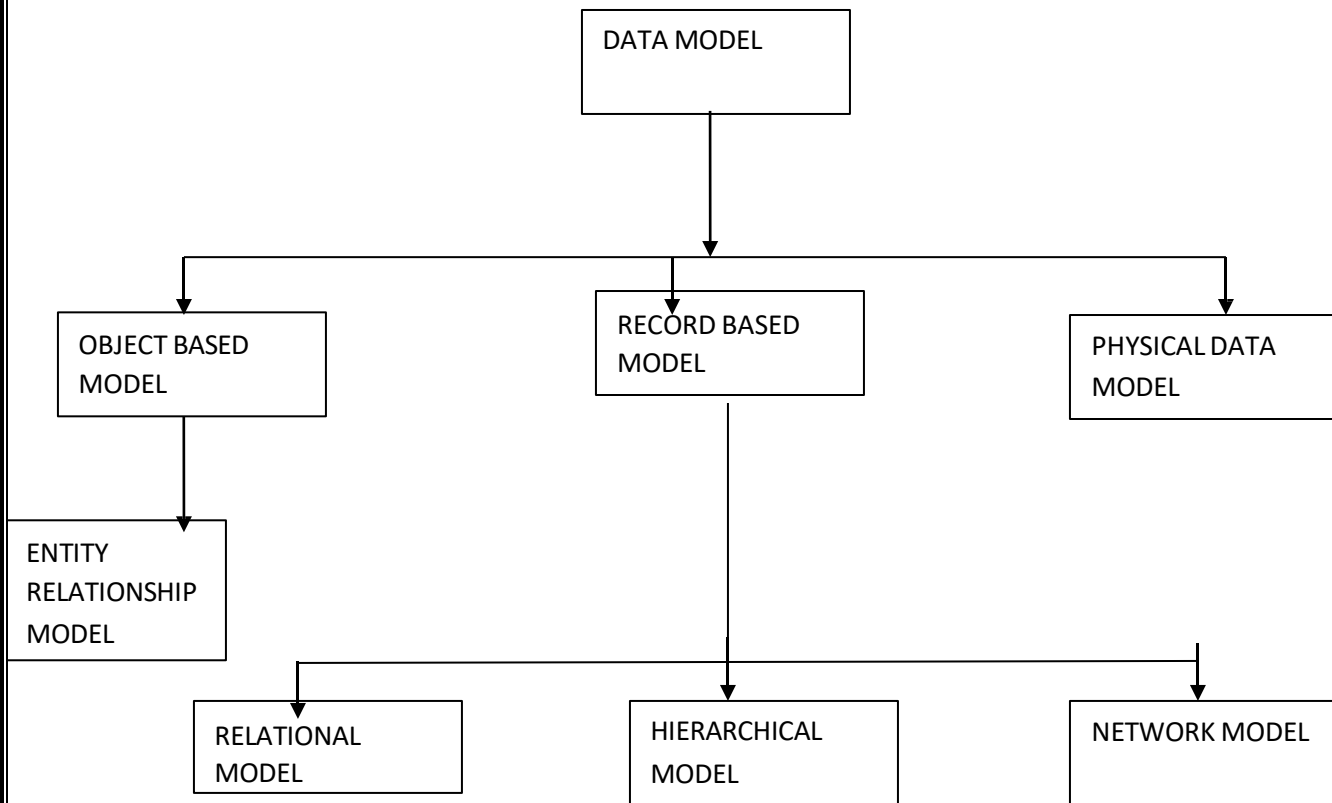 DATA MODEL
OBJECT BASED
MODEL
RECORD BASED
MODEL
PHYSICAL DATA
MODEL
ENTITY
RELATIONSHIP
MODEL
RELATIONAL
MODEL
HIERARCHICAL
MODEL
NETWORK MODEL